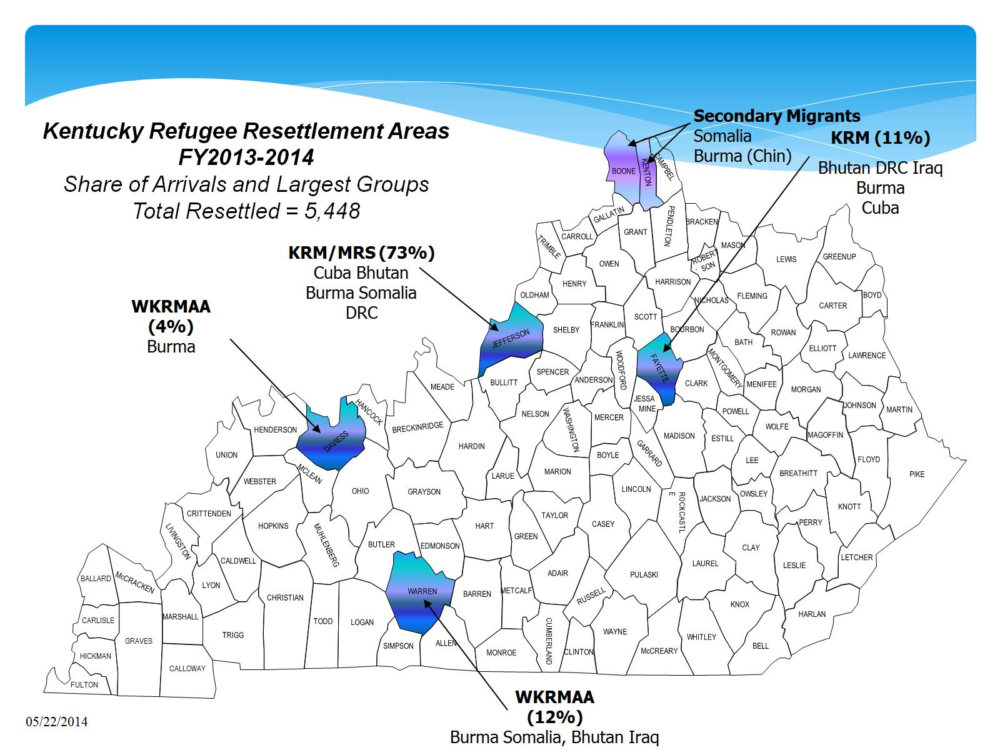 Kentucky Refugee Resettlement Areas
FY2013-2014
Share of Arrivals and Largest Groups
Total Resettled = 5,448
Secondary Migrants
Somalia
Burma (Chin)
KRM (11%)
Bhutan DRC Iraq
Burma
Cuba
KRM/MRS (73%)
Cuba Bhutan
Burma Somalia
DRC
WKRMAA
(4%)
Burma
BOONE
KENTON
CAMPBEL
GALLATIN
GRANT
PENDLETON
BRACKEN
CARROLL
TRIMBLE
MASON
ROBERT
SON
LEWIS
GREENUP
OWEN
HENRY
HARRISON
OLDHAM
NICHOLAS
FLEMING
BOYD
CARTER
SCOTT
FRANKLIN
SHELBY
BOURBON
ROWAN
JEFFERSON
BATH
ELLIOTT
LAWRENCE
WOODFORD
FAYETTE
MONTGOMERY
SPENCER
ANDERSON
BULLITT
CLARK
MENIFEE
MORGAN
MEADE
JESSA
MINE
HANCOCK
NELSON
WASHINGTON
MERCER
POWELL
JOHNSON
MARTIN
HENDERSON
DAVIESS
BRECKINRIDGE
WOLFE
MAGOFFIN
MADISON
ESTILL
HARDIN
GARRARD
UNION
BOYLE
LEE
FLOYD
MCLEAN
MARION
LARUE
BREATHITT
PIKE
WEBSTER
OHIO
GRAYSON
LINCOLN
ROCKCASTL
E
JACKSON
OWSLEY
KNOTT
CRITTENDEN
TAYLOR
PERRY
HOPKINS
HART
CASEY
LIVINGSTON
MUHLENBERG
BUTLER
EDMONSON
GREEN
CLAY
CALDWELL
LETCHER
LAUREL
LESLIE
BALLARD
McCRACKEN
LYON
ADAIR
PULASKI
CHRISTIAN
WARREN
BARREN
METCALF
RUSSELL
KNOX
HARLAN
CARLISLE
MARSHALL
TODD
LOGAN
TRIGG
GRAVES
CUMBERLAND
WAYNE
WHITLEY
SIMPSON
ALLEN
BELL
HICKMAN
MONROE
CLINTON
McCREARY
CALLOWAY
FULTON
WKRMAA
(12%)
Burma Somalia, Bhutan Iraq
05/22/2014